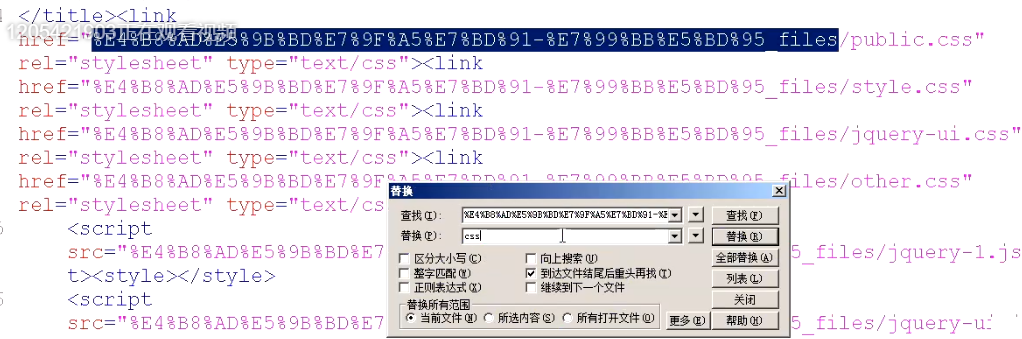 </title><link
1205421903正在观看视频
href="%E4%B8%AD%E5%9B%BD%E7%9F%A5%E7%BD%91-%E7%99%BB%E5%BD%95_files/public.css"
rel="stylesheet" type="text/css"><link
href="%E4%B8%AD%E5%9B%BD%E7%9F%A5%E7%BD%91-%E7%99%BB%E5%BD%95_files/style.css"
rel="stylesheet" type="text/css"><link
href="%E4%B8%AD%E5%9B%BD%E7%9F%A5%E7%BD%91-%E7%99%BB%E5%BD%95_files/jquery-ui.css"
rel="stylesheet" type="text/css"><link
href="%E4%B8%AD%E5%9B%BD%E7%9F%A5%E7%BD%91-%E7%99%BB%E5%BD%95_files/other.css"
rel="stylesheet" type="text/cs
<script
src="%E4%B8%AD%E5%9B%BD%E7 5_files/jquery-1.js
t><style></style>
<script
src="%E4%B8%AD%E5%9B%BD%E7 5_files/jquery-ui
替换
查找(I): %E4%B8%AD%E5%9B%BD%E7%9F%A5%E7%BD%91-%E 查找(F)
替换(P): css 替换(R)
区分大小写(C) 向上搜索(U) 全部替换(A)
整字匹配(W) 到达文件结尾后重头再找(T) 列表(L)
正则表达式(X) 继续到下一个文件 关闭
替换所有范围
当前文件(N) 所选内容(S) 所有打开文件(O) 更多(E) 帮助(H)